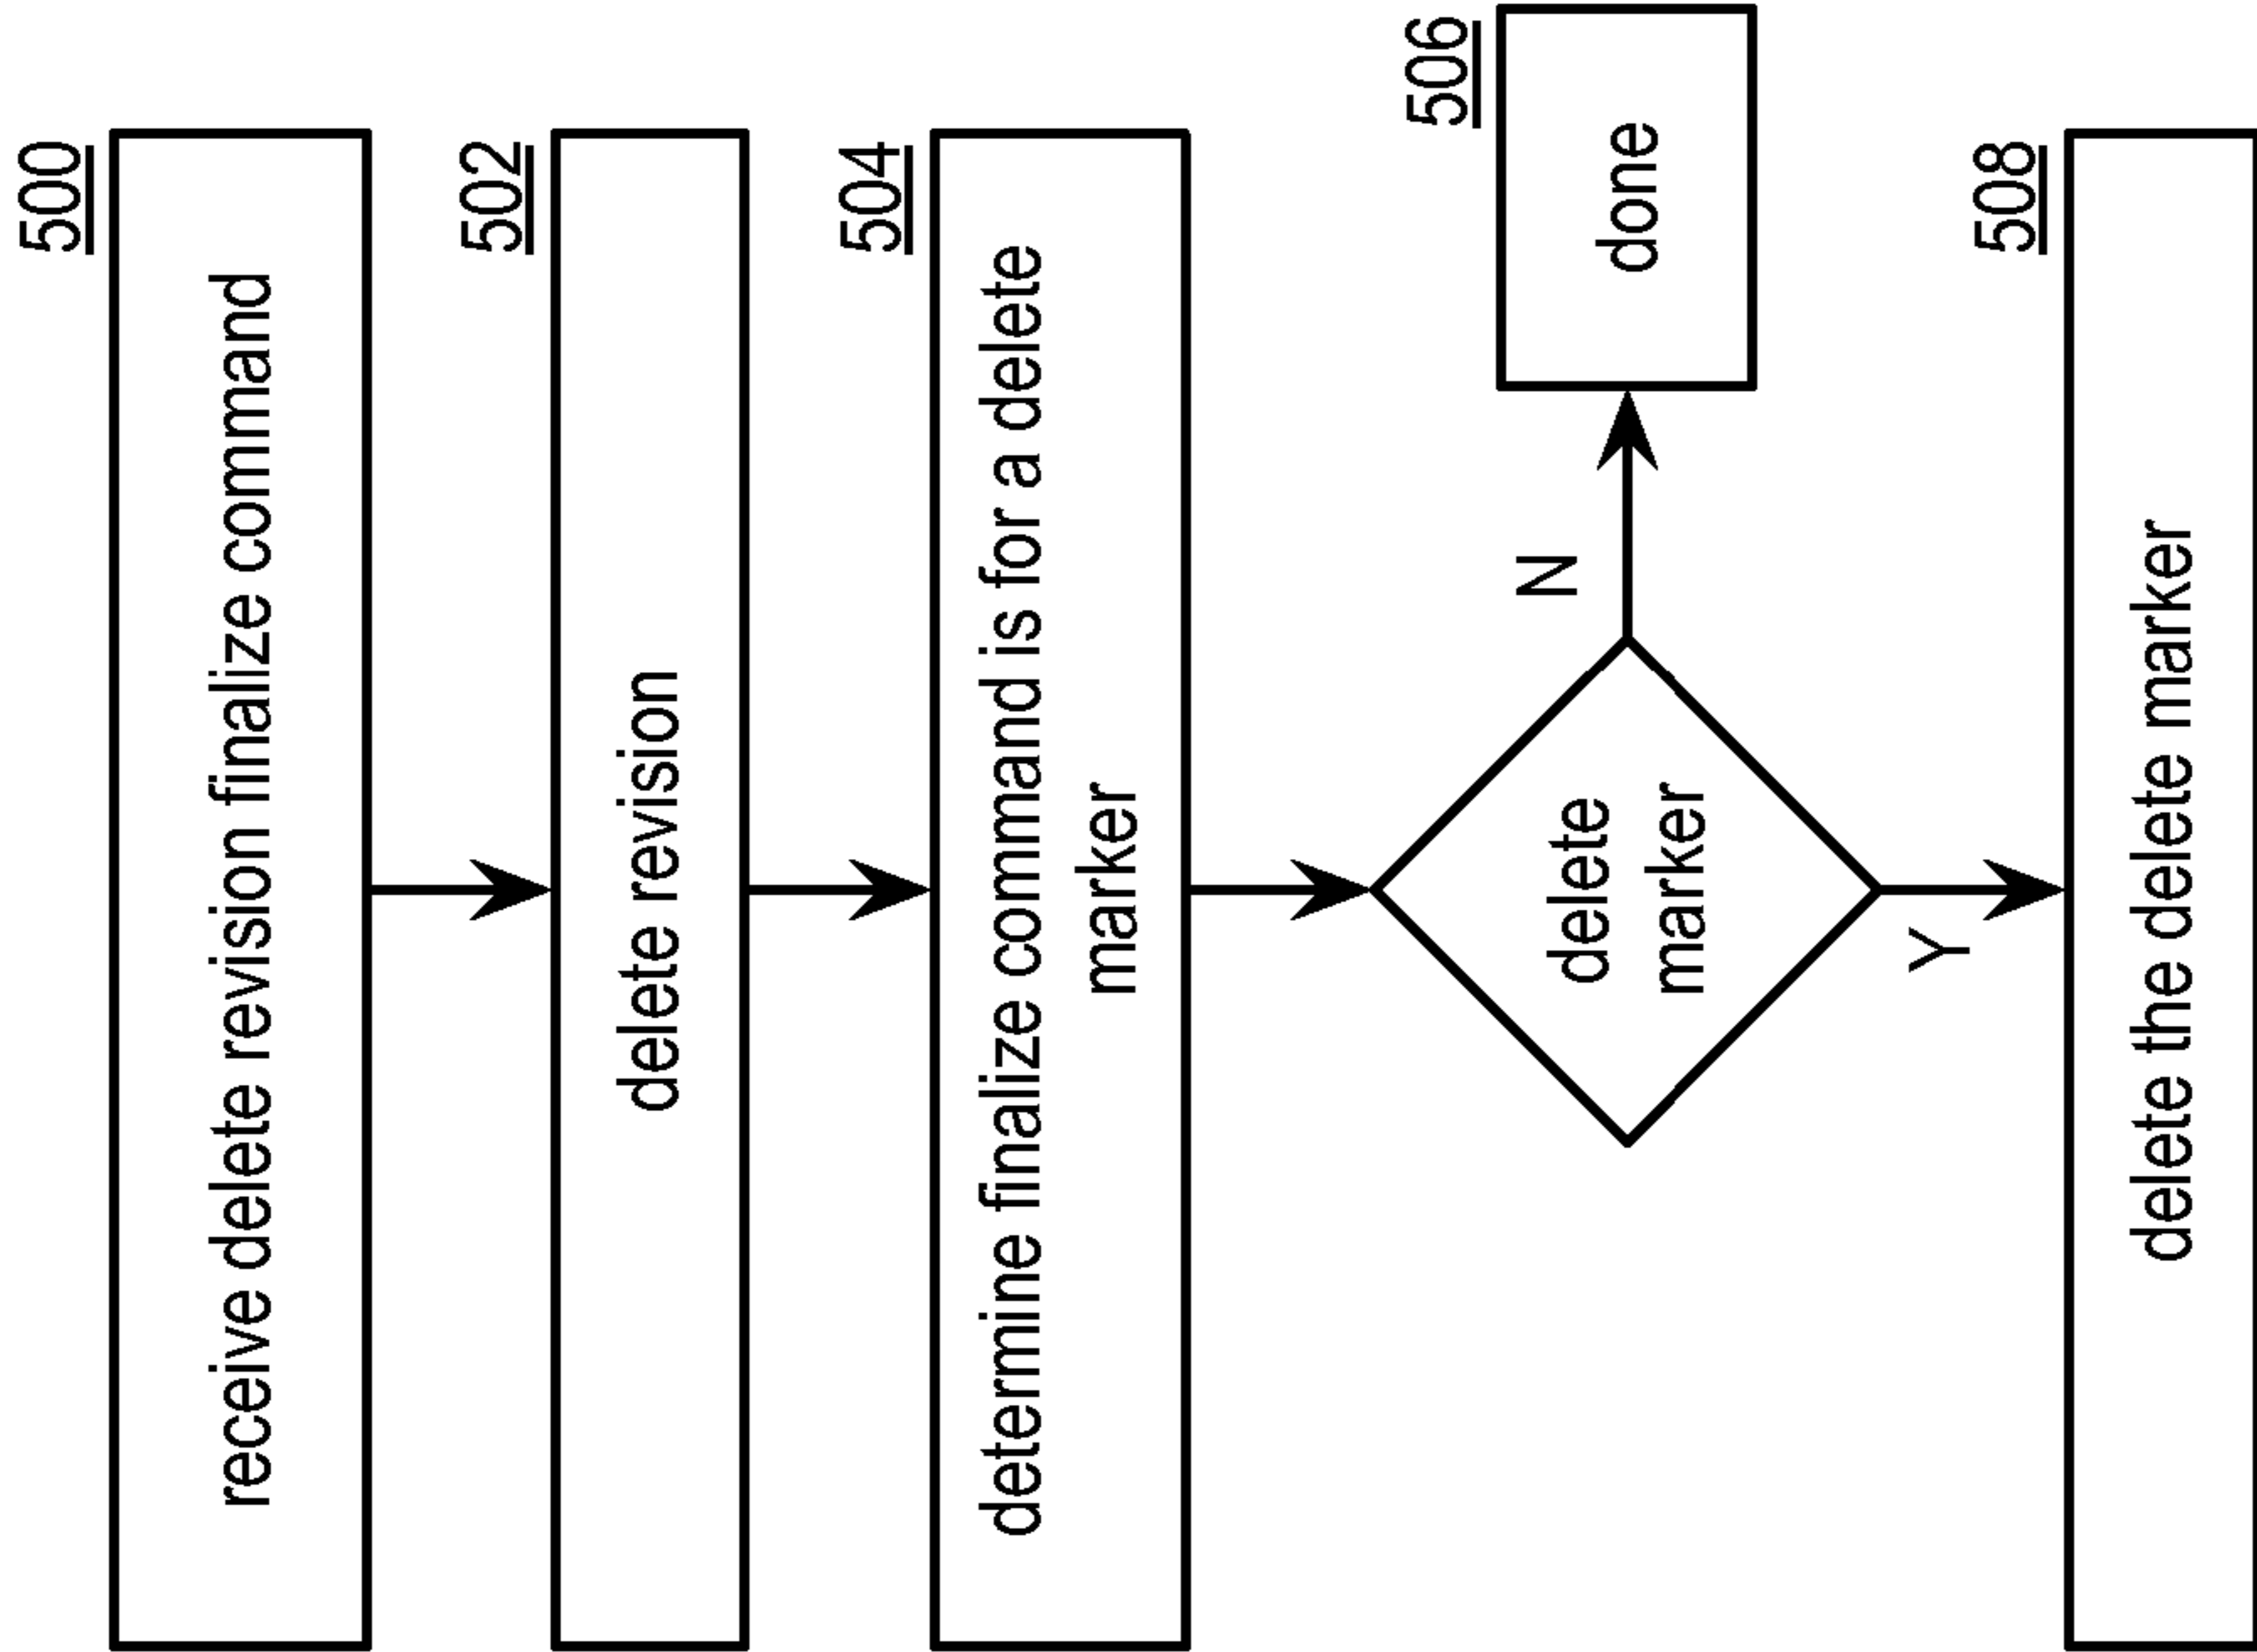 500
receive delete revision finalize command
502
delete revision
504
determine finalize command is for a delete
marker
506
done
N
delete
marker
Y
508
delete the delete marker